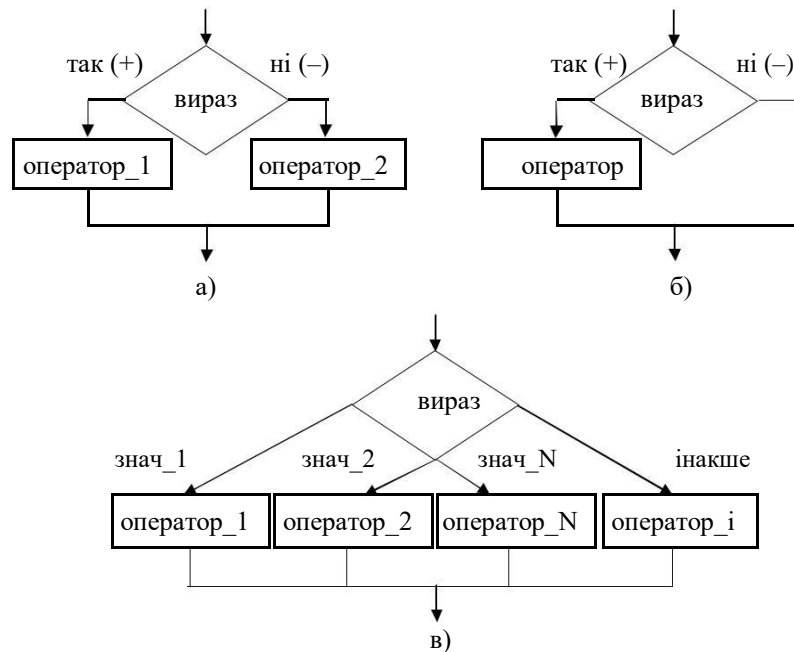 так (+) ні (–) так (+) ні (–)
вираз вираз
оператор_1 оператор_2 оператор
а) б)
вираз
знач_1 знач_2 знач_N інакше
оператор_1 оператор_2 оператор_N оператор_і
в)